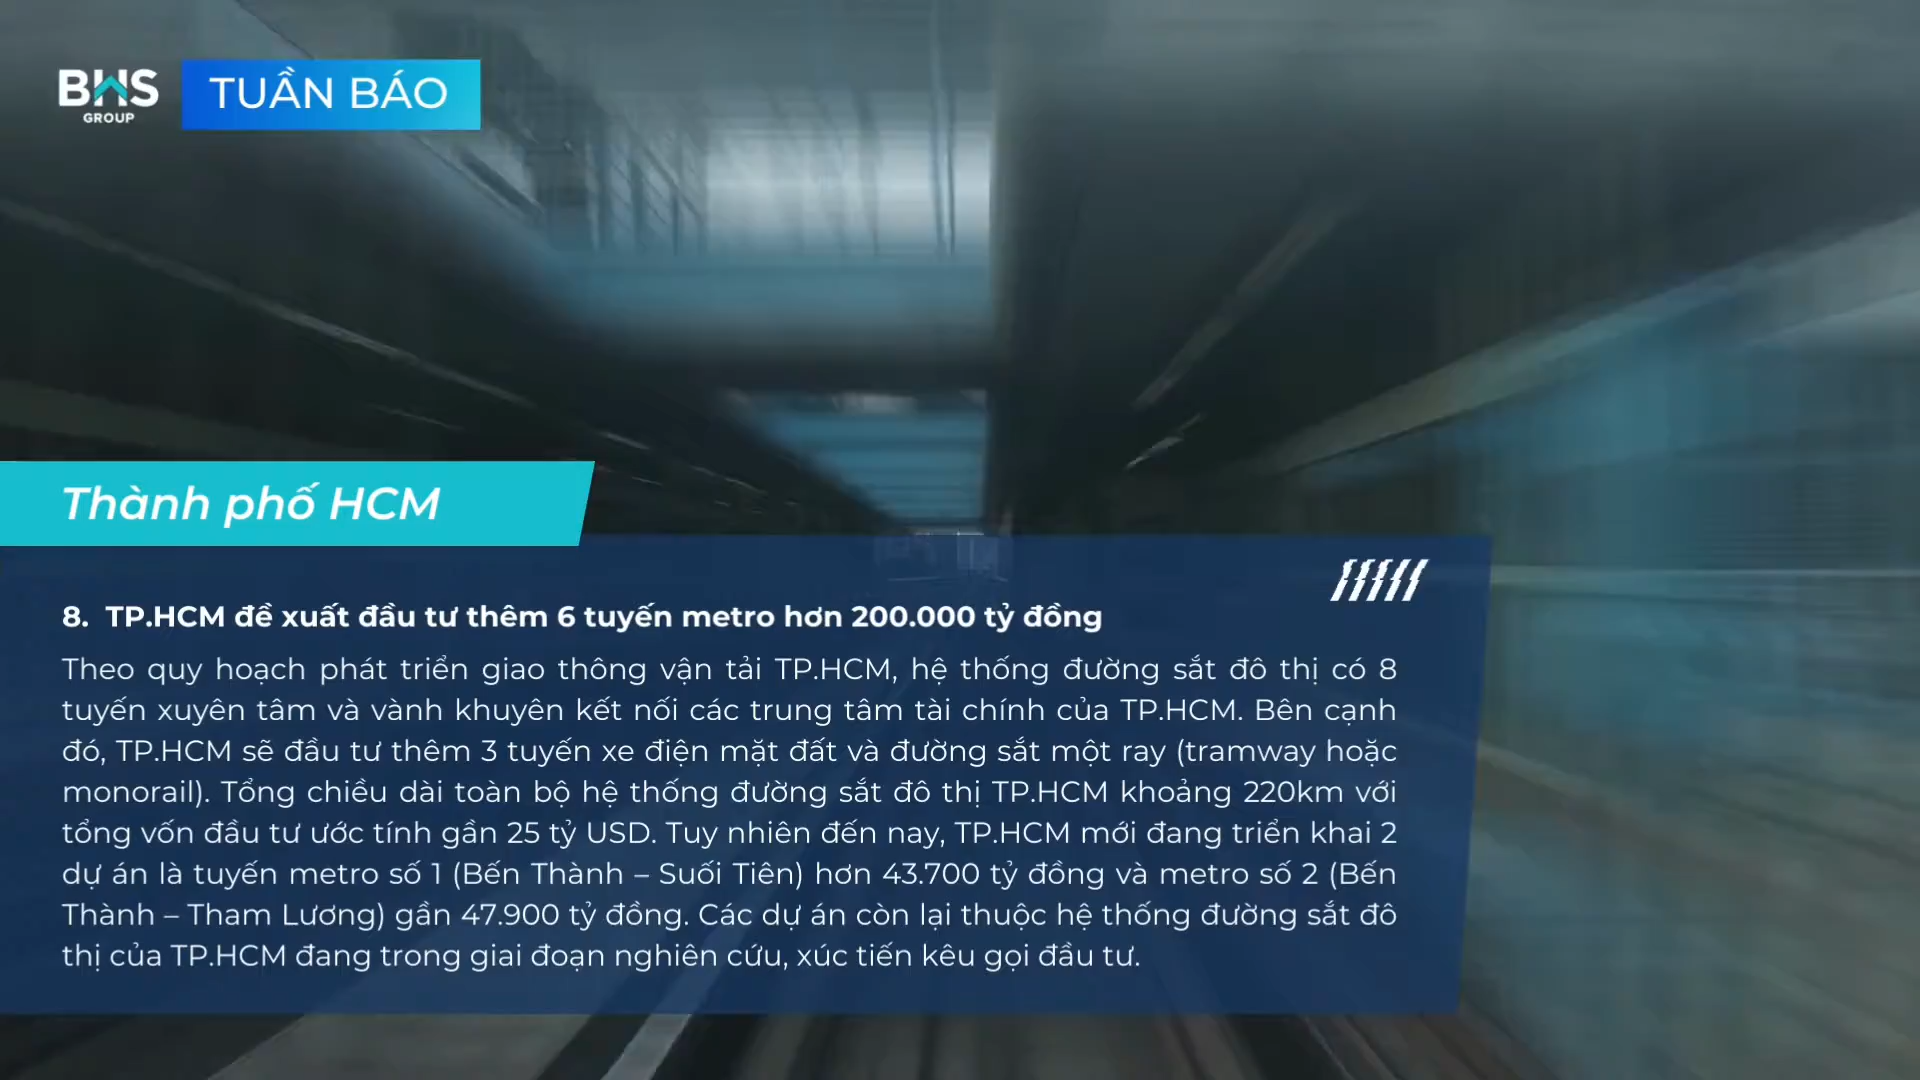 BHS
GROUP
TUẦN BÁO
Thành phố HCM
8. TP.HCM đề xuất đầu tư thêm 6 tuyến metro hơn 200.000 tỷ đồng
Theo quy hoạch phát triển giao thông vận tải TP.HCM, hệ thống đường sắt đô thị có 8
tuyến xuyên tâm và vành khuyên kết nối các trung tâm tài chính của TP.HCM. Bên cạnh
đó, TP.HCM sẽ đầu tư thêm 3 tuyến xe điện mặt đất và đường sắt một ray (tramway hoặc
monorail). Tổng chiều dài toàn bộ hệ thống đường sắt đô thị TP.HCM khoảng 220km với
tổng vốn đầu tư ước tính gần 25 tỷ USD. Tuy nhiên đến nay, TP.HCM mới đang triển khai 2
dự án là tuyến metro số 1 (Bến Thành – Suối Tiên) hơn 43.700 tỷ đồng và metro số 2 (Bến
Thành – Tham Lương) gần 47.900 tỷ đồng. Các dự án còn lại thuộc hệ thống đường sắt đô
thị của TP.HCM đang trong giai đoạn nghiên cứu, xúc tiến kêu gọi đầu tư.